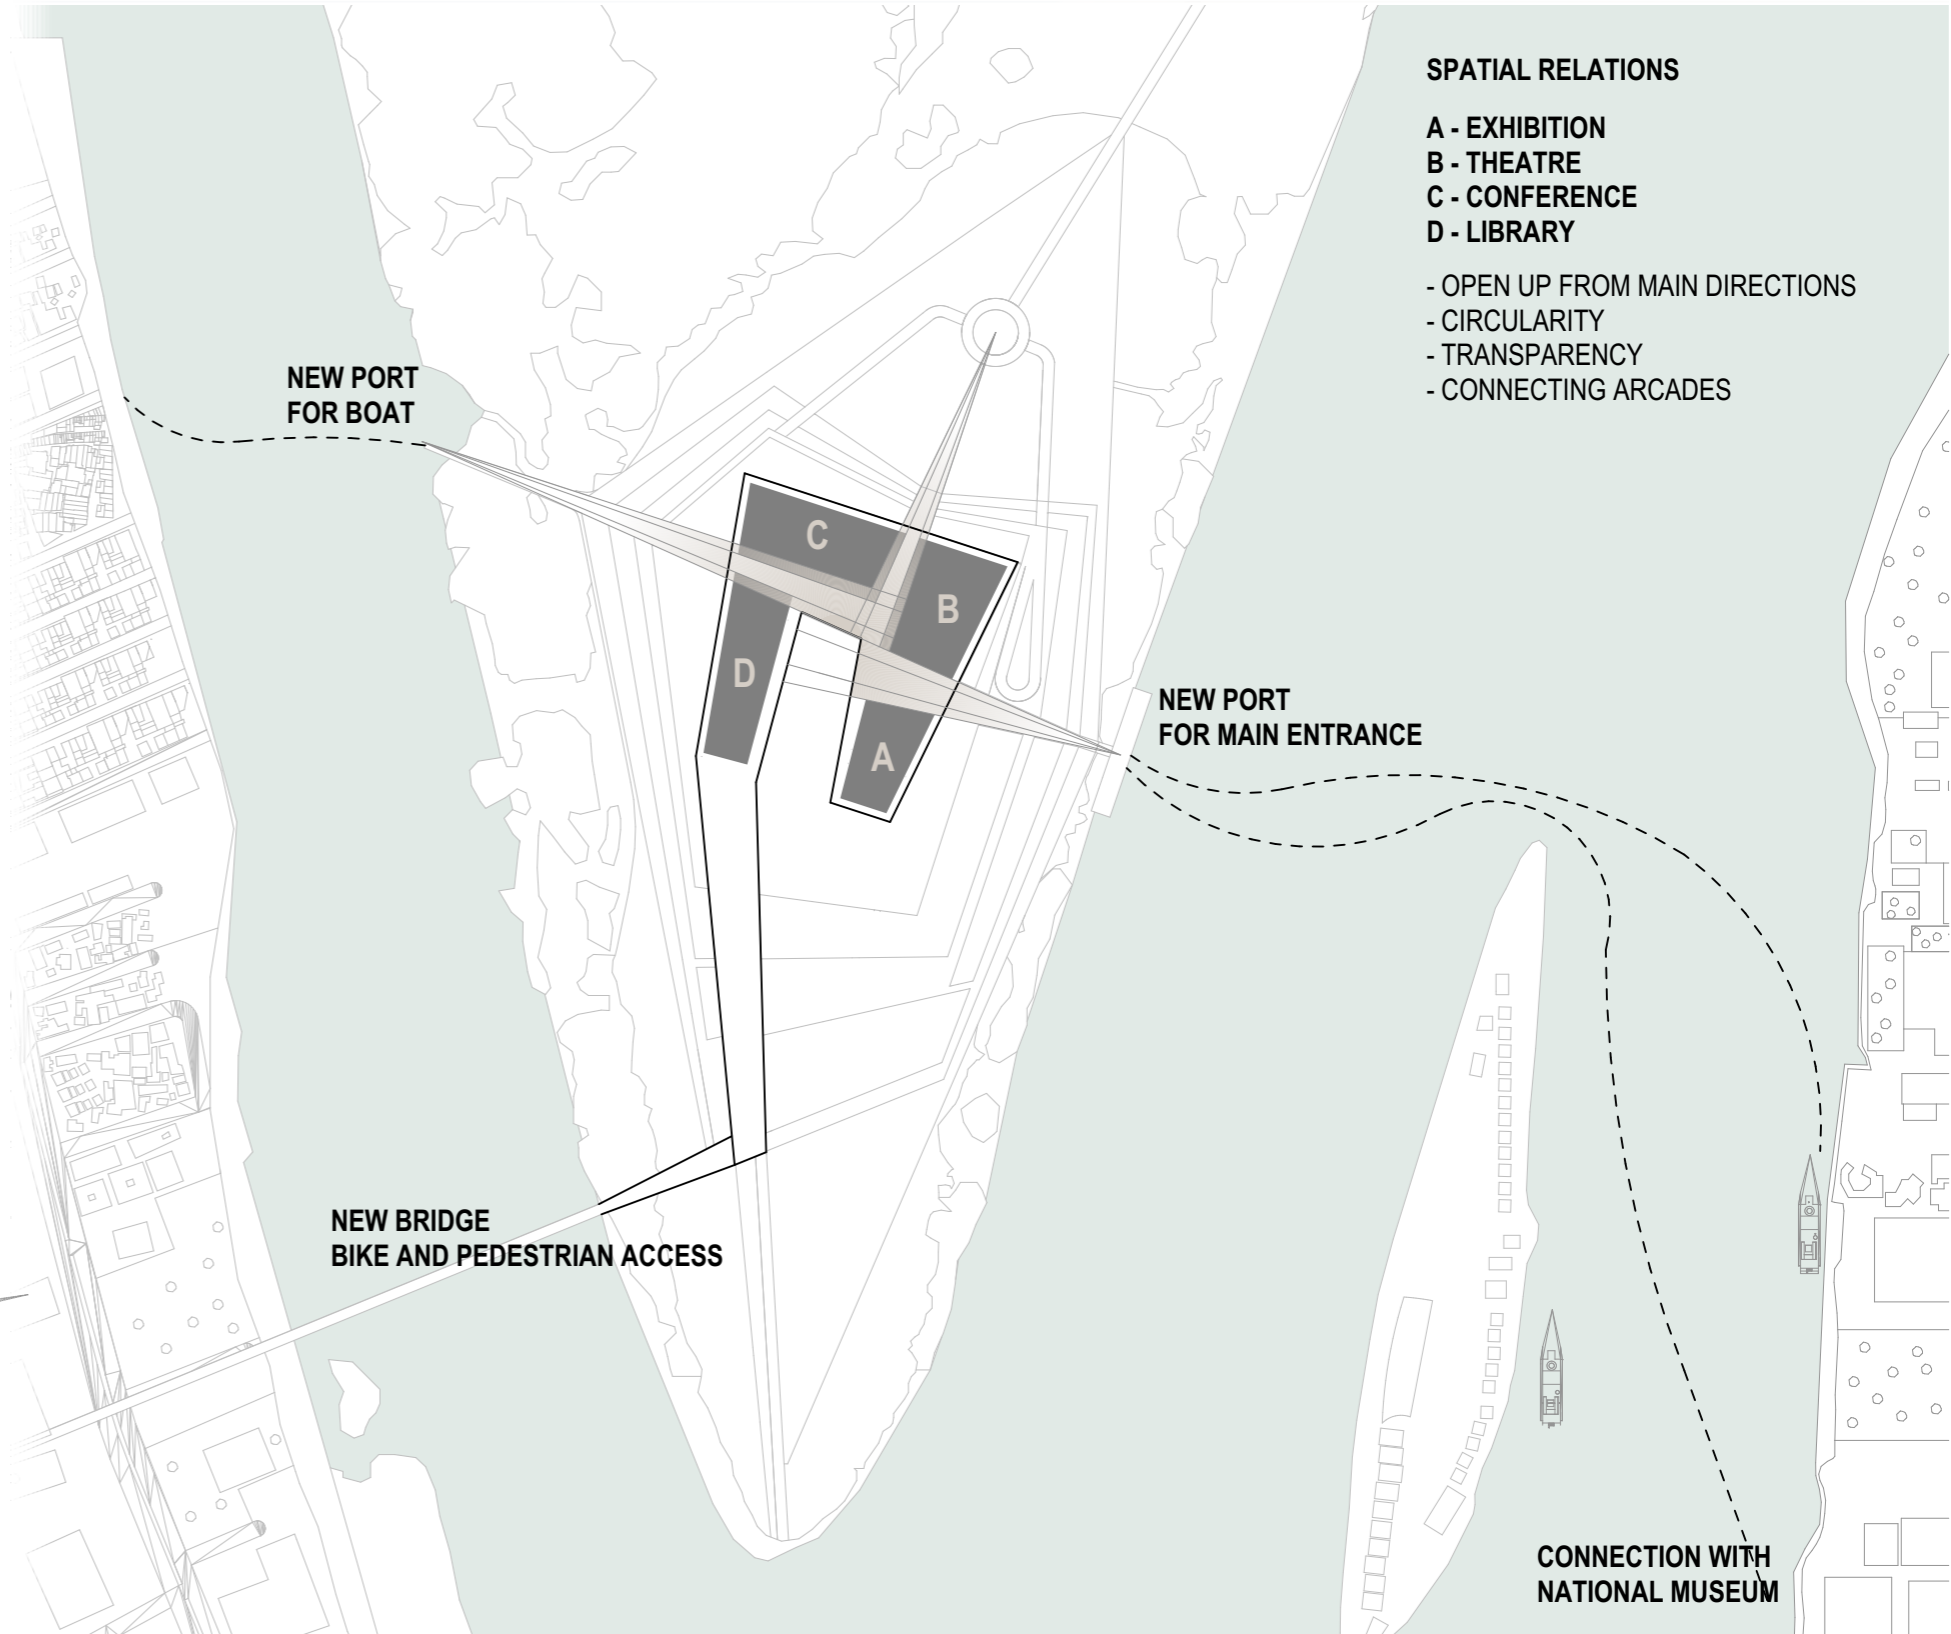 SPATIAL RELATIONS
A - EXHIBITION
B - THEATRE
C - CONFERENCE
D - LIBRARY
- OPEN UP FROM MAIN DIRECTIONS
- CIRCULARITY
- TRANSPARENCY
- CONNECTING ARCADES
NEW PORT
FOR BOAT
C
B
D
A
NEW PORT
FOR MAIN ENTRANCE
NEW BRIDGE
BIKE AND PEDESTRIAN ACCESS
CONNECTION WITH
NATIONAL MUSEUM